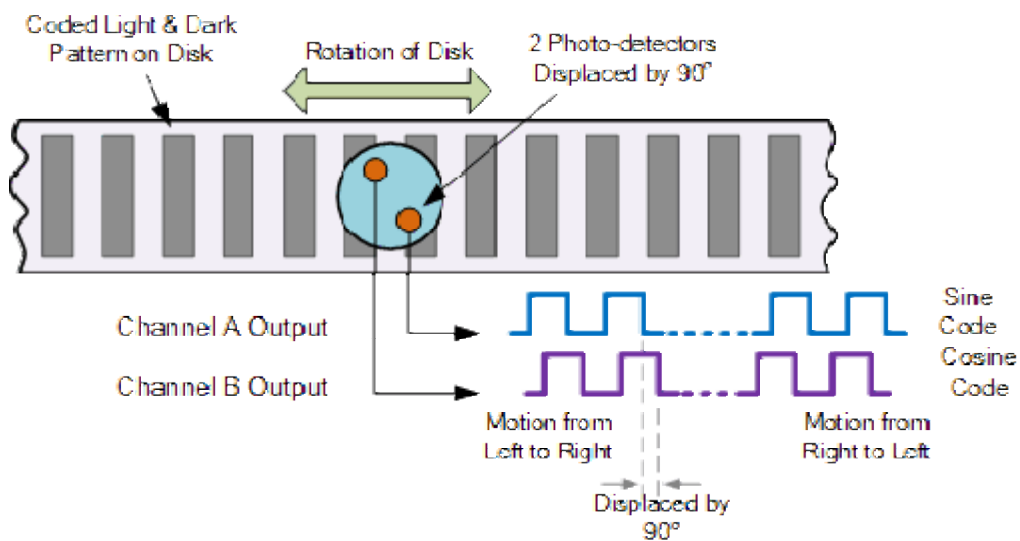 Coded Light & Dark
Pattern on Disk
Rotation of Disk
2 Photo-detectors
Displaced by 90°
Channel A Output
Sine
Code
Cosine
Channel B Output
Code
Motion from
Left to Right
Motion from
Right to Left
Displaced by
90°